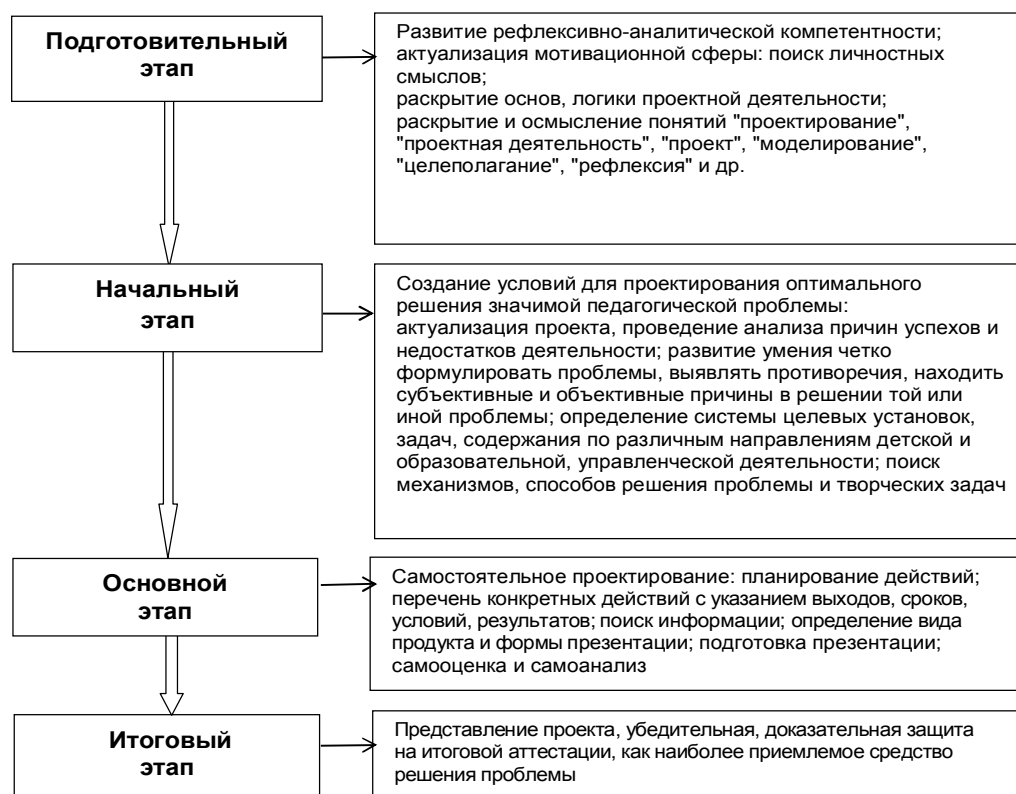 Подготовительный
этап
Развитие рефлексивно-аналитической компетентности;
актуализация мотивационной сферы: поиск личностных
смыслов;
раскрытие основ, логики проектной деятельности;
раскрытие и осмысление понятий "проектирование",
"проектная деятельность", "проект", "моделирование",
"целеполагание", "рефлексия" и др.
Начальный
этап
Создание условий для проектирования оптимального
решения значимой педагогической проблемы:
актуализация проекта, проведение анализа причин успехов и
недостатков деятельности; развитие умения четко
формулировать проблемы, выявлять противоречия, находить
субъективные и объективные причины в решении той или
иной проблемы; определение системы целевых установок,
задач, содержания по различным направлениям детской и
образовательной, управленческой деятельности; поиск
механизмов, способов решения проблемы и творческих задач
Основной
этап
Самостоятельное проектирование: планирование действий;
перечень конкретных действий с указанием выходов, сроков,
условий, результатов; поиск информации; определение вида
продукта и формы презентации; подготовка презентации;
самооценка и самоанализ
Итоговый
этап
Представление проекта, убедительная, доказательная защита
на итоговой аттестации, как наиболее приемлемое средство
решения проблемы